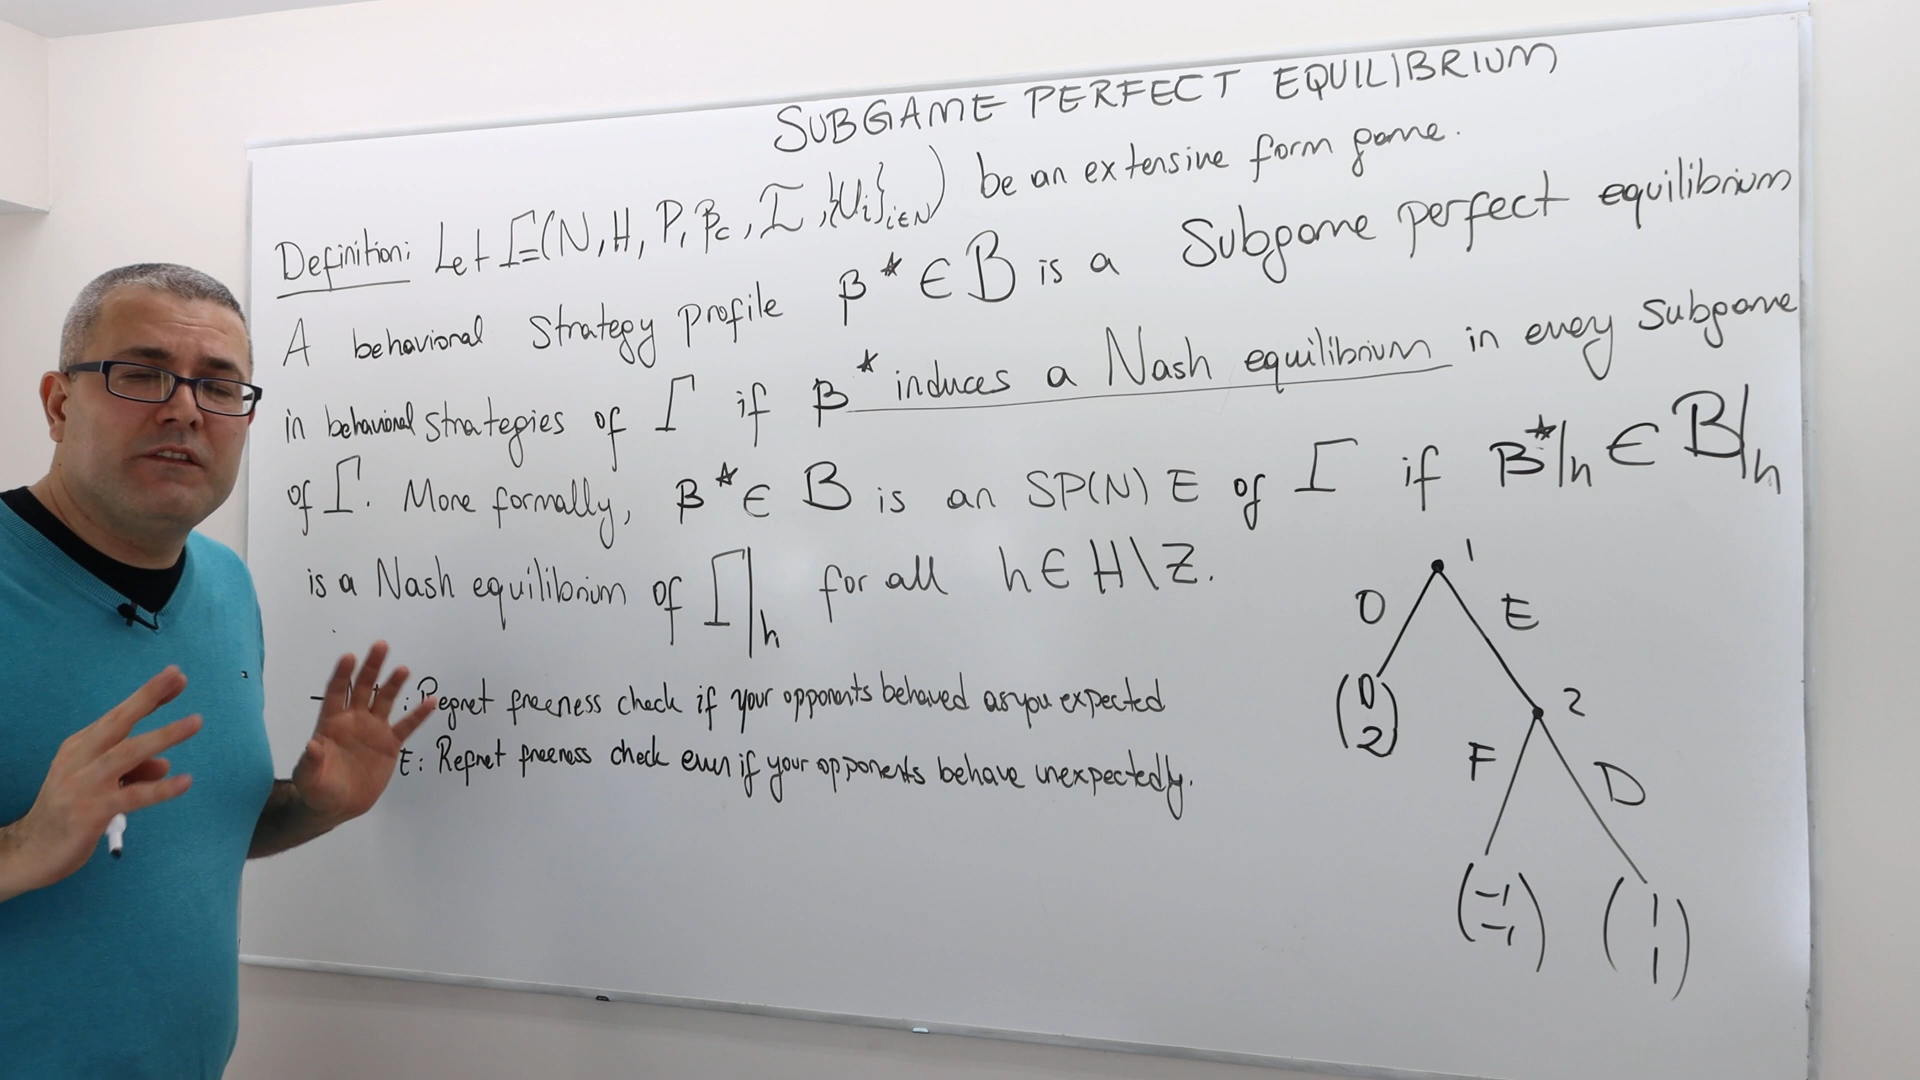 SUBGAME PERFECT EQUILIBRIUM
Definition: Let Γ=(N, H, P, βc, I, {Ui}i∈N) be an extensive form game.
A behavioral strategy profile β* ∈ B is a Subgame perfect equilibrium
in behavioral strategies of Γ if β* induces a Nash equilibrium in every subgame
of Γ. More formally, β* ∈ B is an SP(N)E of Γ if β*|h ∈ B|h
is a Nash equilibrium of Γ|h for all h∈H\Z.
: Regret freeness check if your opponents behaved as you expected
E: Regret freeness check even if your opponents behave unexpectedly.
1
O E
(0 2) 2
F D
(-1 -1) (1 1)